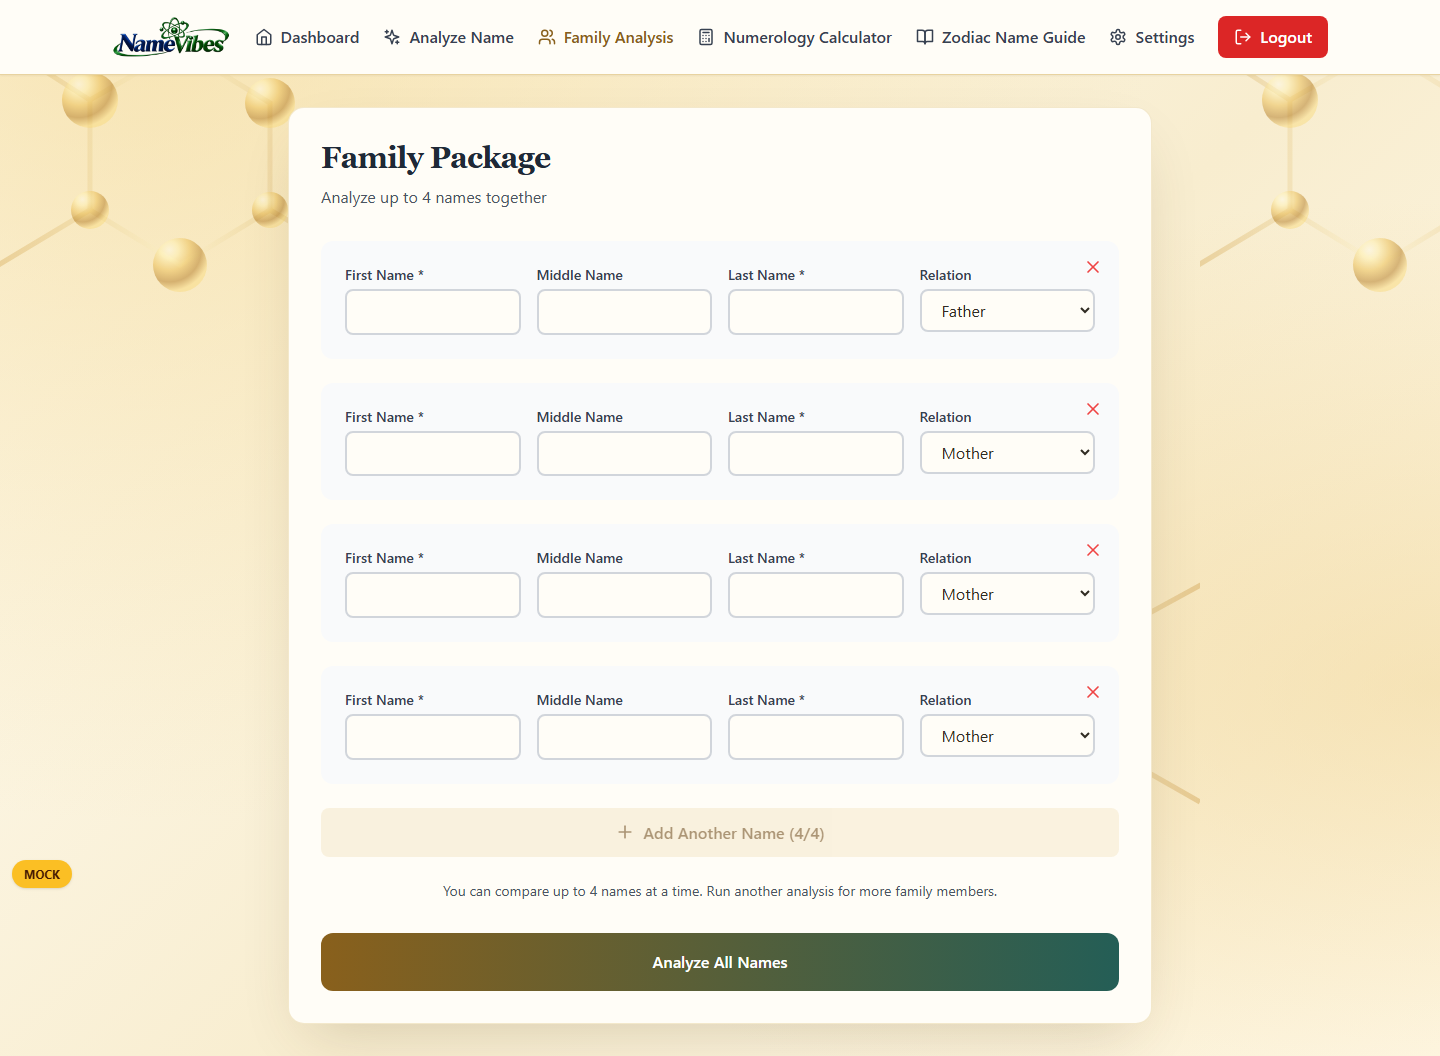 NameVibes
Dashboard
Analyze Name
Family Analysis
Numerology Calculator
Zodiac Name Guide
Settings
Logout
Family Package
Analyze up to 4 names together
First Name * Middle Name Last Name * Relation
Father
First Name * Middle Name Last Name * Relation
Mother
First Name * Middle Name Last Name * Relation
Mother
First Name * Middle Name Last Name * Relation
Mother
Add Another Name (4/4)
MOCK
You can compare up to 4 names at a time. Run another analysis for more family members.
Analyze All Names